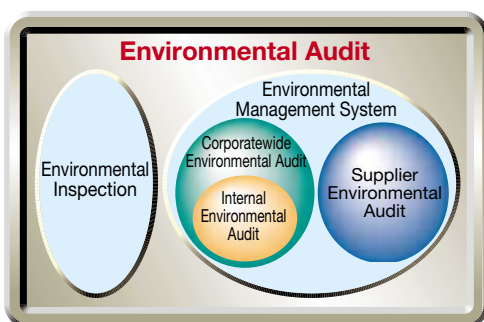 Environmental Audit
Environmental
Inspection
Environmental
Management System
Corporatewide
Environmental Audit
Internal
Environmental
Audit
Supplier
Environmental
Audit